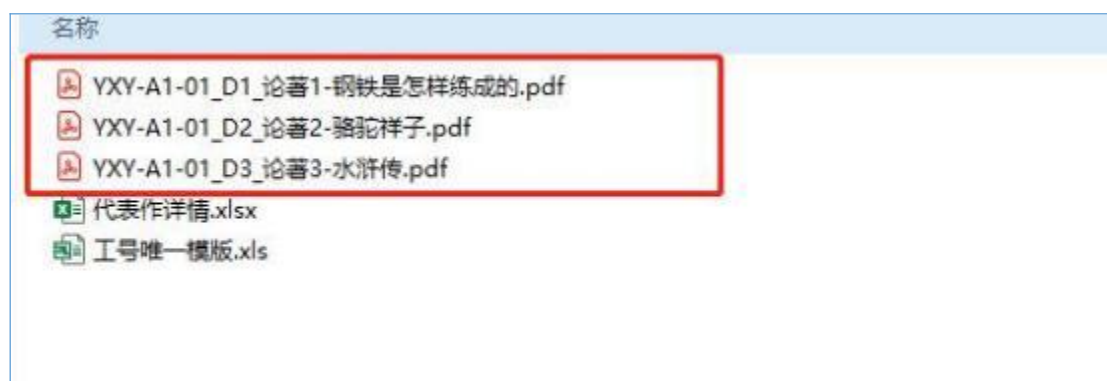 名称
YXY-A1-01_D1_论著1-钢铁是怎样练成的.pdf
YXY-A1-01_D2_论著2-骆驼祥子.pdf
YXY-A1-01_D3_论著3-水浒传.pdf
代表作详情.xlsx
工号唯一模版.xls